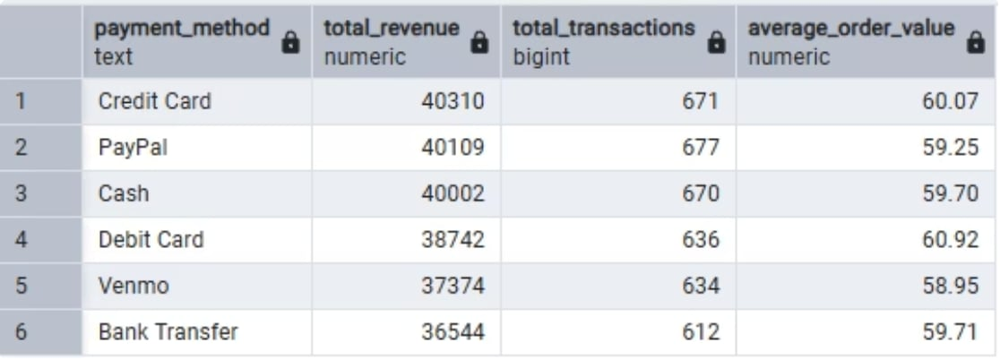 payment_method total_revenue total_transactions average_order_value
text numeric bigint numeric
1 Credit Card 40310 671 60.07
2 PayPal 40109 677 59.25
3 Cash 40002 670 59.70
4 Debit Card 38742 636 60.92
5 Venmo 37374 634 58.95
6 Bank Transfer 36544 612 59.71